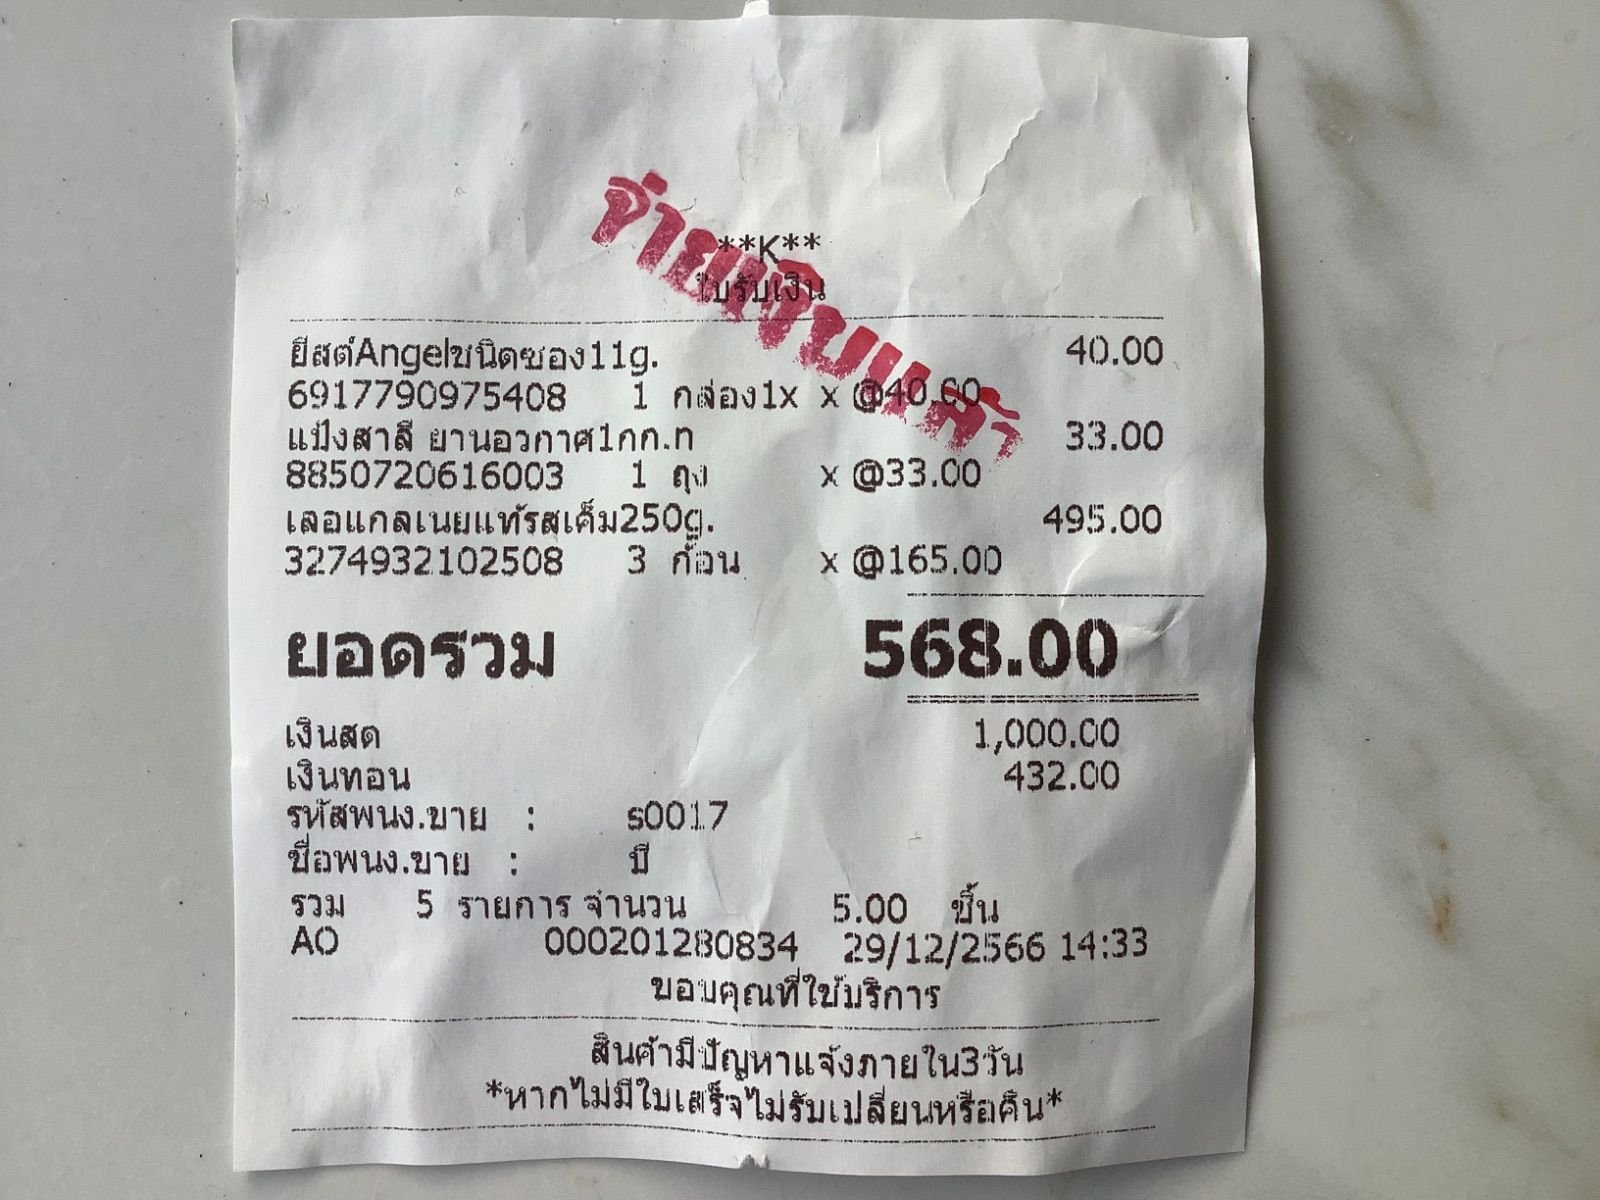 **K**
ใบรับเงิน
จ่ายเงินแล้ว
ยีสต์Angelชนิดซอง11g. 40.00
6917790975408 1 กล่อง1x x @40.00
แป้งสาลี ยานอวกาศ1กก.ท 33.00
8850720616003 1 ถุง x @33.00
เลอแกลเนยแท้รสเค็ม250g. 495.00
3274932102508 3 ก้อน x @165.00
ยอดรวม 568.00
เงินสด 1,000.00
เงินทอน 432.00
รหัสพนง.ขาย : s0017
ชื่อพนง.ขาย : บี
รวม 5 รายการ จำนวน 5.00 ชิ้น
AO 000201280834 29/12/2566 14:33
ขอบคุณที่ใช้บริการ
สินค้ามีปัญหาแจ้งภายใน3วัน
*หากไม่มีใบเสร็จไม่รับเปลี่ยนหรือคืน*